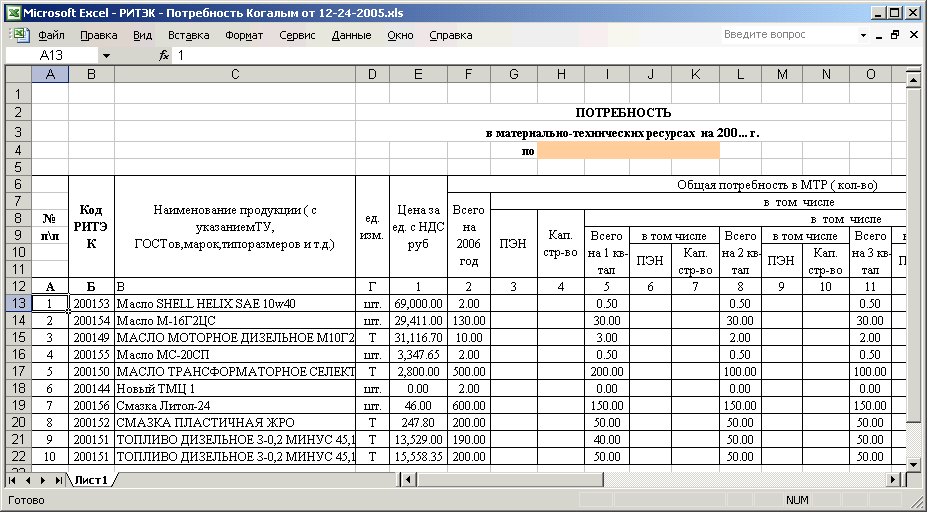 Microsoft Excel - РИТЭК - Потребность Когалым от 12-24-2005.xls
Файл Правка Вид Вставка Формат Сервис Данные Окно Справка Введите вопрос
A13 fx 1
A B C D E F G H I J K L M N O
1
2 ПОТРЕБНОСТЬ
3 в материально-технических ресурсах на 200... г.
4 по
5
6 Общая потребность в МТР ( кол-во)
7 в том числе
8 в том числе
9
10
11
№ п\п
Код РИТЭ К
Наименование продукции ( с
указаниемТУ,
ГОСТов,марок,типоразмеров и т.д.)
ед. изм.
Цена за ед. с НДС руб
Всего на 2006 год
ПЭН
Кап. стр-во
Всего на 1 кв-тал
в том числе
ПЭН
Кап. стр-во
Всего на 2 кв-тал
в том числе
ПЭН
Кап. стр-во
Всего на 3 кв-тал
12 А Б В Г 1 2 3 4 5 6 7 8 9 10 11
13 1 200153 Масло SHELL HELIX SAE 10w40 шт. 69,000.00 2.00 0.50 0.50 0.50
14 2 200154 Масло М-16Г2ЦС шт. 29,411.00 130.00 30.00 30.00 30.00
15 3 200149 МАСЛО МОТОРНОЕ ДИЗЕЛЬНОЕ М10Г2 Т 31,116.70 10.00 3.00 2.00 2.00
16 4 200155 Масло МС-20СП шт. 3,347.65 2.00 0.50 0.50 0.50
17 5 200150 МАСЛО ТРАНСФОРМАТОРНОЕ СЕЛЕКТ Т 2,800.00 500.00 200.00 100.00 100.00
18 6 200144 Новый ТМЦ 1 шт. 0.00 2.00 0.50 0.50 0.50
19 7 200156 Смазка Литол-24 шт. 46.00 600.00 150.00 150.00 150.00
20 8 200152 СМАЗКА ПЛАСТИЧНАЯ ЖРО Т 247.80 200.00 50.00 50.00 50.00
21 9 200151 ТОПЛИВО ДИЗЕЛЬНОЕ З-0,2 МИНУС 45,1 Т 13,529.00 190.00 40.00 50.00 50.00
22 10 200151 ТОПЛИВО ДИЗЕЛЬНОЕ З-0,2 МИНУС 45,1 Т 15,558.35 200.00 50.00 50.00 50.00
Лист1
Готово NUM